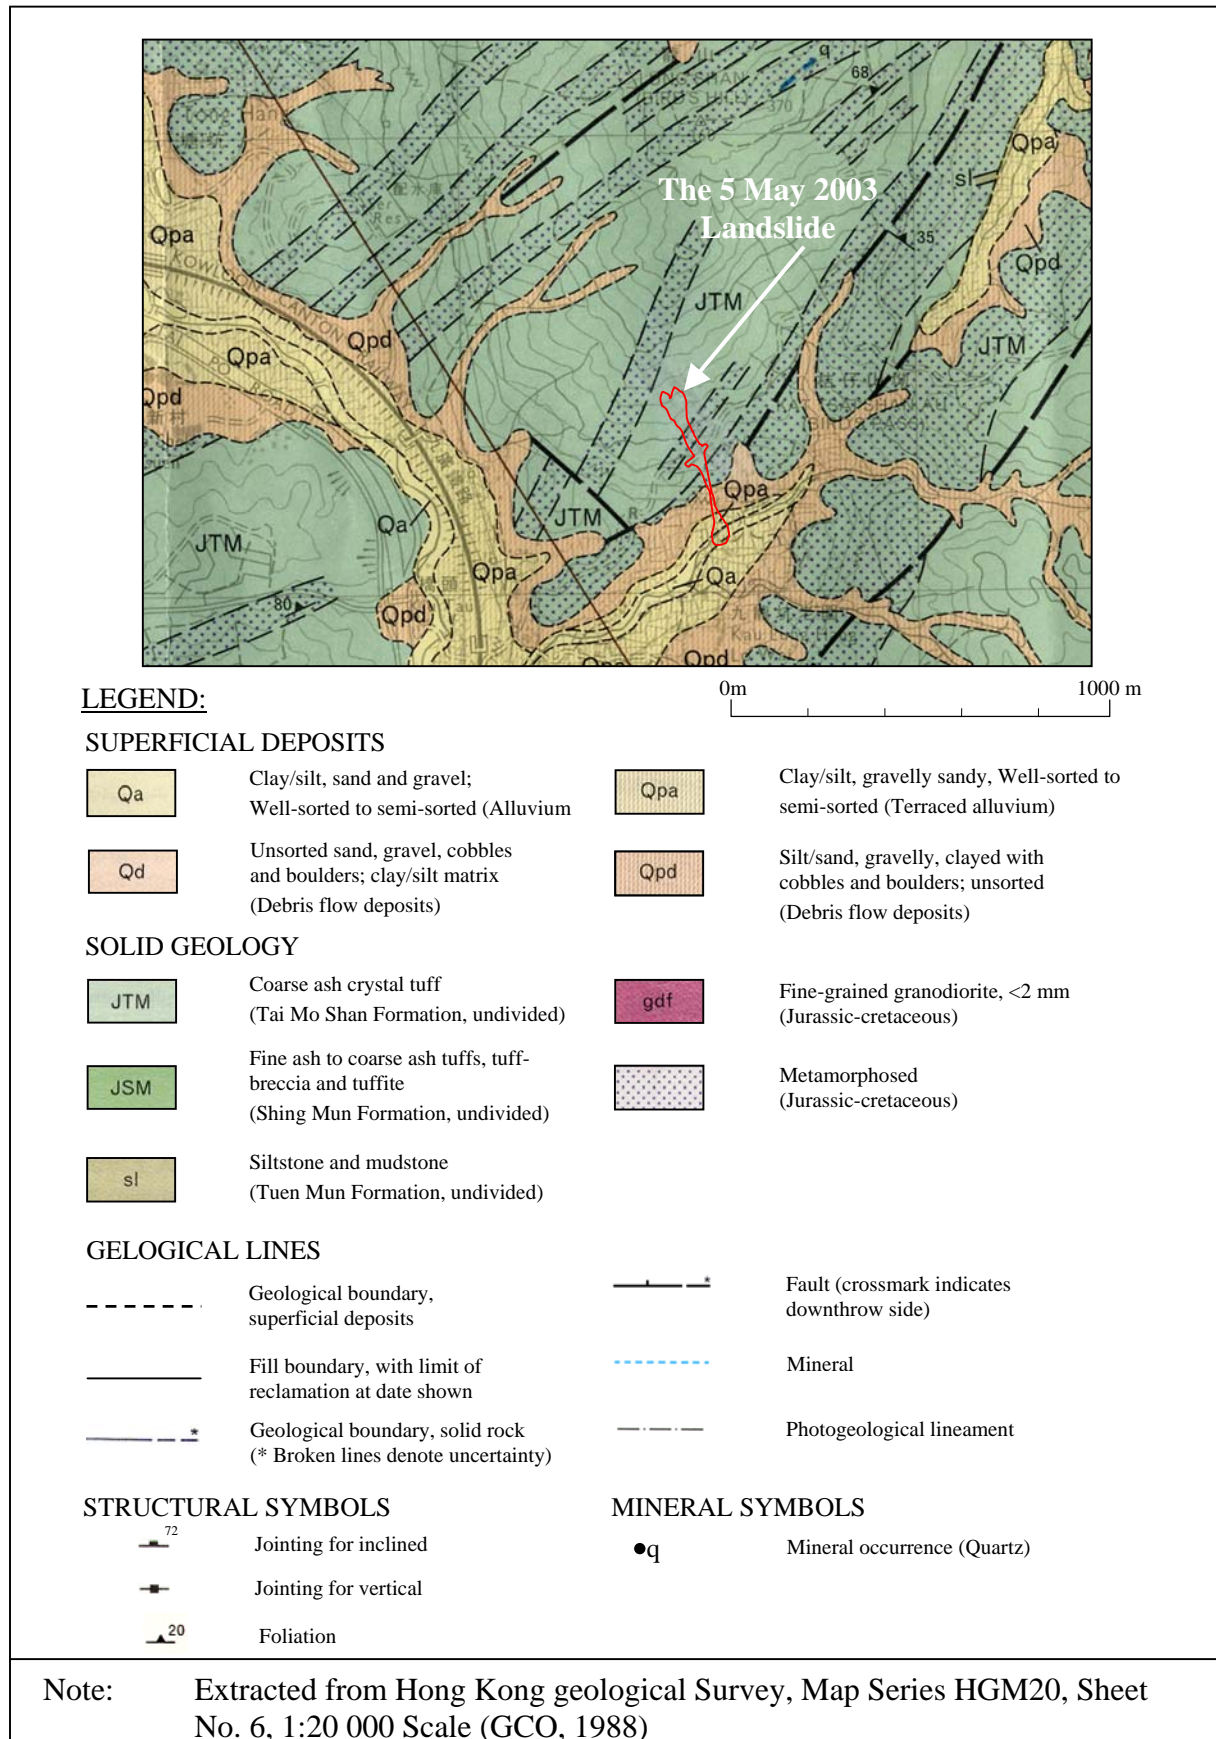 q
68
370
Qpa
sl
The 5 May 2003
Landslide
35
Qpd
Qpa
JTM
JTM
Qpd
Qpa
Qpd
Qpa
JTM
Qa
R
JTM
Qpa
Qa
80
Qpd
Kau
Qpd
Qpa
LEGEND:
0m
1000 m
SUPERFICIAL DEPOSITS
Qa
Clay/silt, sand and gravel;
Well-sorted to semi-sorted (Alluvium
Qpa
Clay/silt, gravelly sandy, Well-sorted to
semi-sorted (Terraced alluvium)
Qd
Unsorted sand, gravel, cobbles
and boulders; clay/silt matrix
(Debris flow deposits)
Qpd
Silt/sand, gravelly, clayed with
cobbles and boulders; unsorted
(Debris flow deposits)
SOLID GEOLOGY
JTM
Coarse ash crystal tuff
(Tai Mo Shan Formation, undivided)
gdf
Fine-grained granodiorite, <2 mm
(Jurassic-cretaceous)
JSM
Fine ash to coarse ash tuffs, tuff-
breccia and tuffite
(Shing Mun Formation, undivided)
Metamorphosed
(Jurassic-cretaceous)
sl
Siltstone and mudstone
(Tuen Mun Formation, undivided)
GELOGICAL LINES
Geological boundary,
superficial deposits
*
Fault (crossmark indicates
downthrow side)
Fill boundary, with limit of
reclamation at date shown
Mineral
*
Geological boundary, solid rock
(* Broken lines denote uncertainty)
Photogeological lineament
STRUCTURAL SYMBOLS
MINERAL SYMBOLS
72
Jointing for inclined
●q
Mineral occurrence (Quartz)
Jointing for vertical
20
Foliation
Note:
Extracted from Hong Kong geological Survey, Map Series HGM20, Sheet
No. 6, 1:20 000 Scale (GCO, 1988)